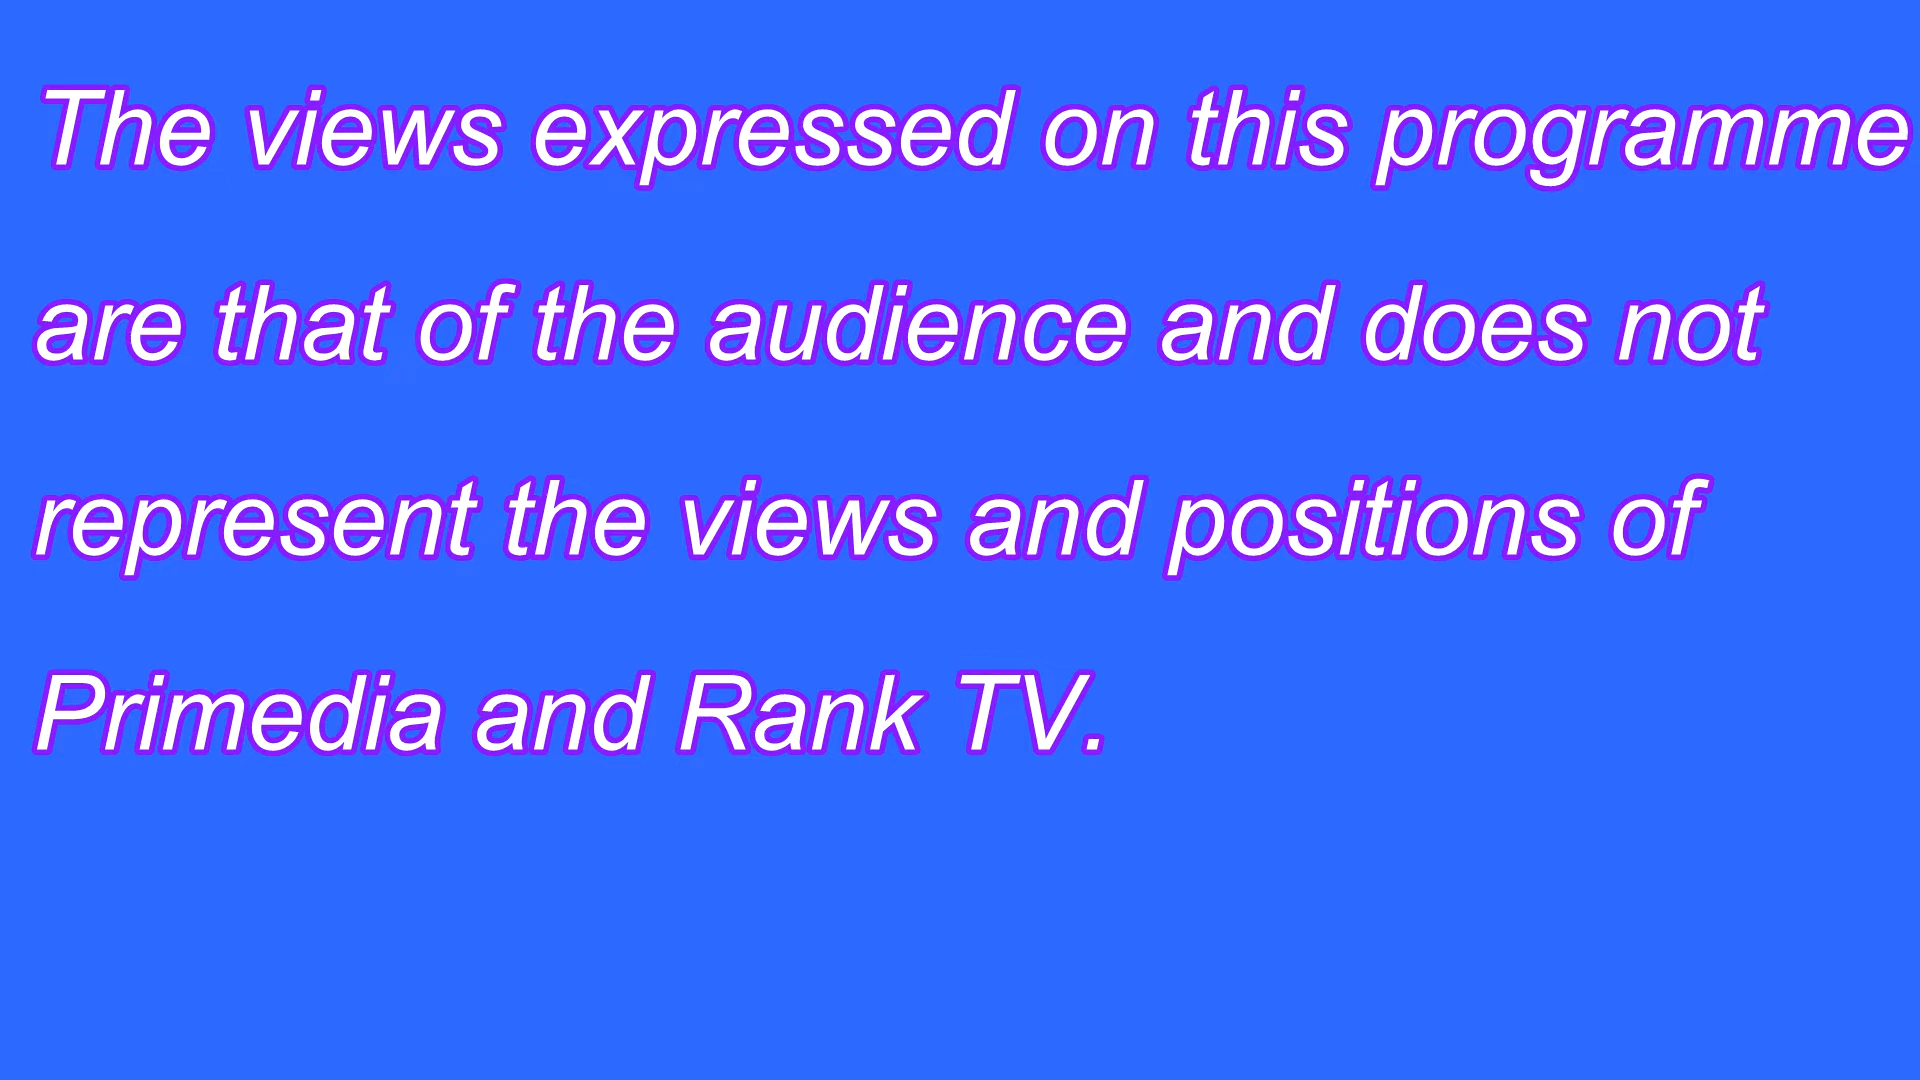 The views expressed on this programme
are that of the audience and does not
represent the views and positions of
Primedia and Rank TV.